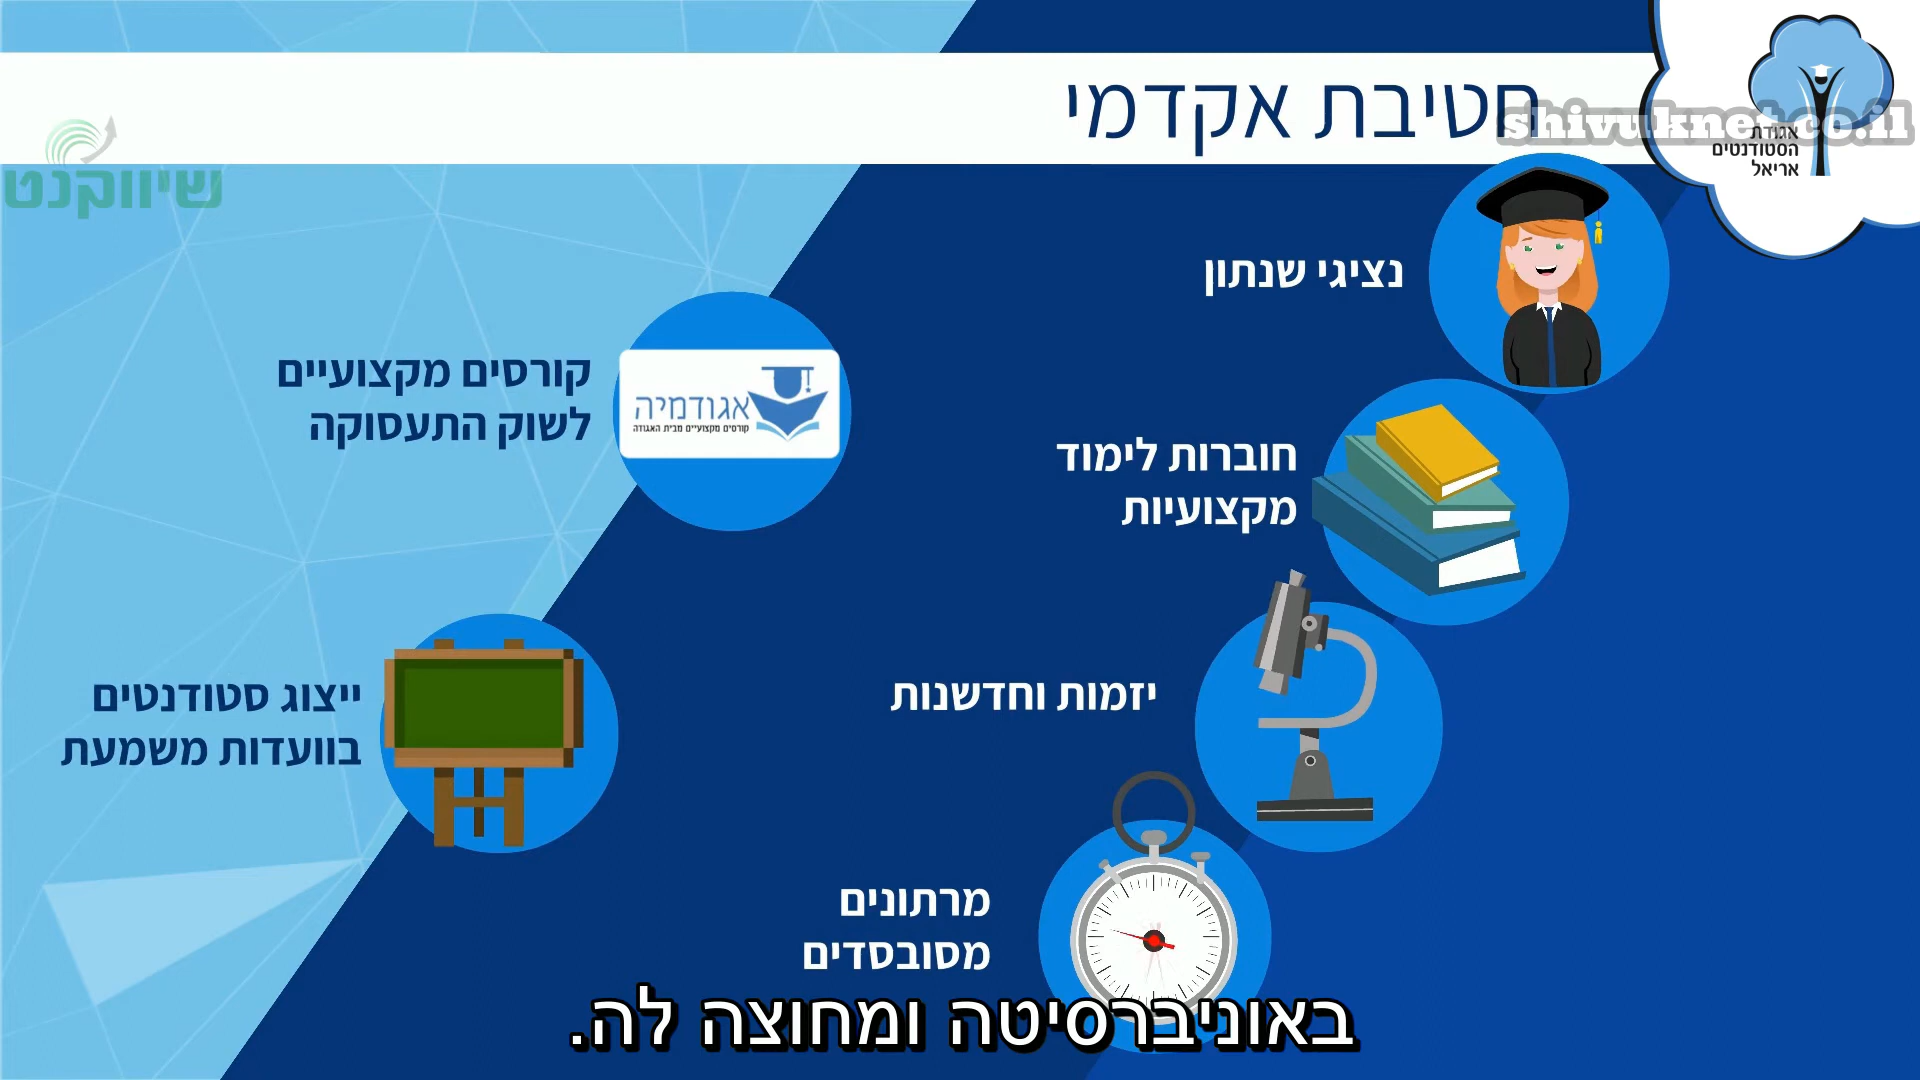 חטיבת אקדמי
shivuknet.co.il
אגודת
הסטודנטים
אריאל
שיווקנט
נציגי שנתון
חוברות לימוד
מקצועיות
יזמות וחדשנות
מרתונים
מסובסדים
קורסים מקצועיים
לשוק התעסוקה
אגודמיה
קורסים מקצועיים מבית האגודה
ייצוג סטודנטים
בוועדות משמעת
באוניברסיטה ומחוצה לה.